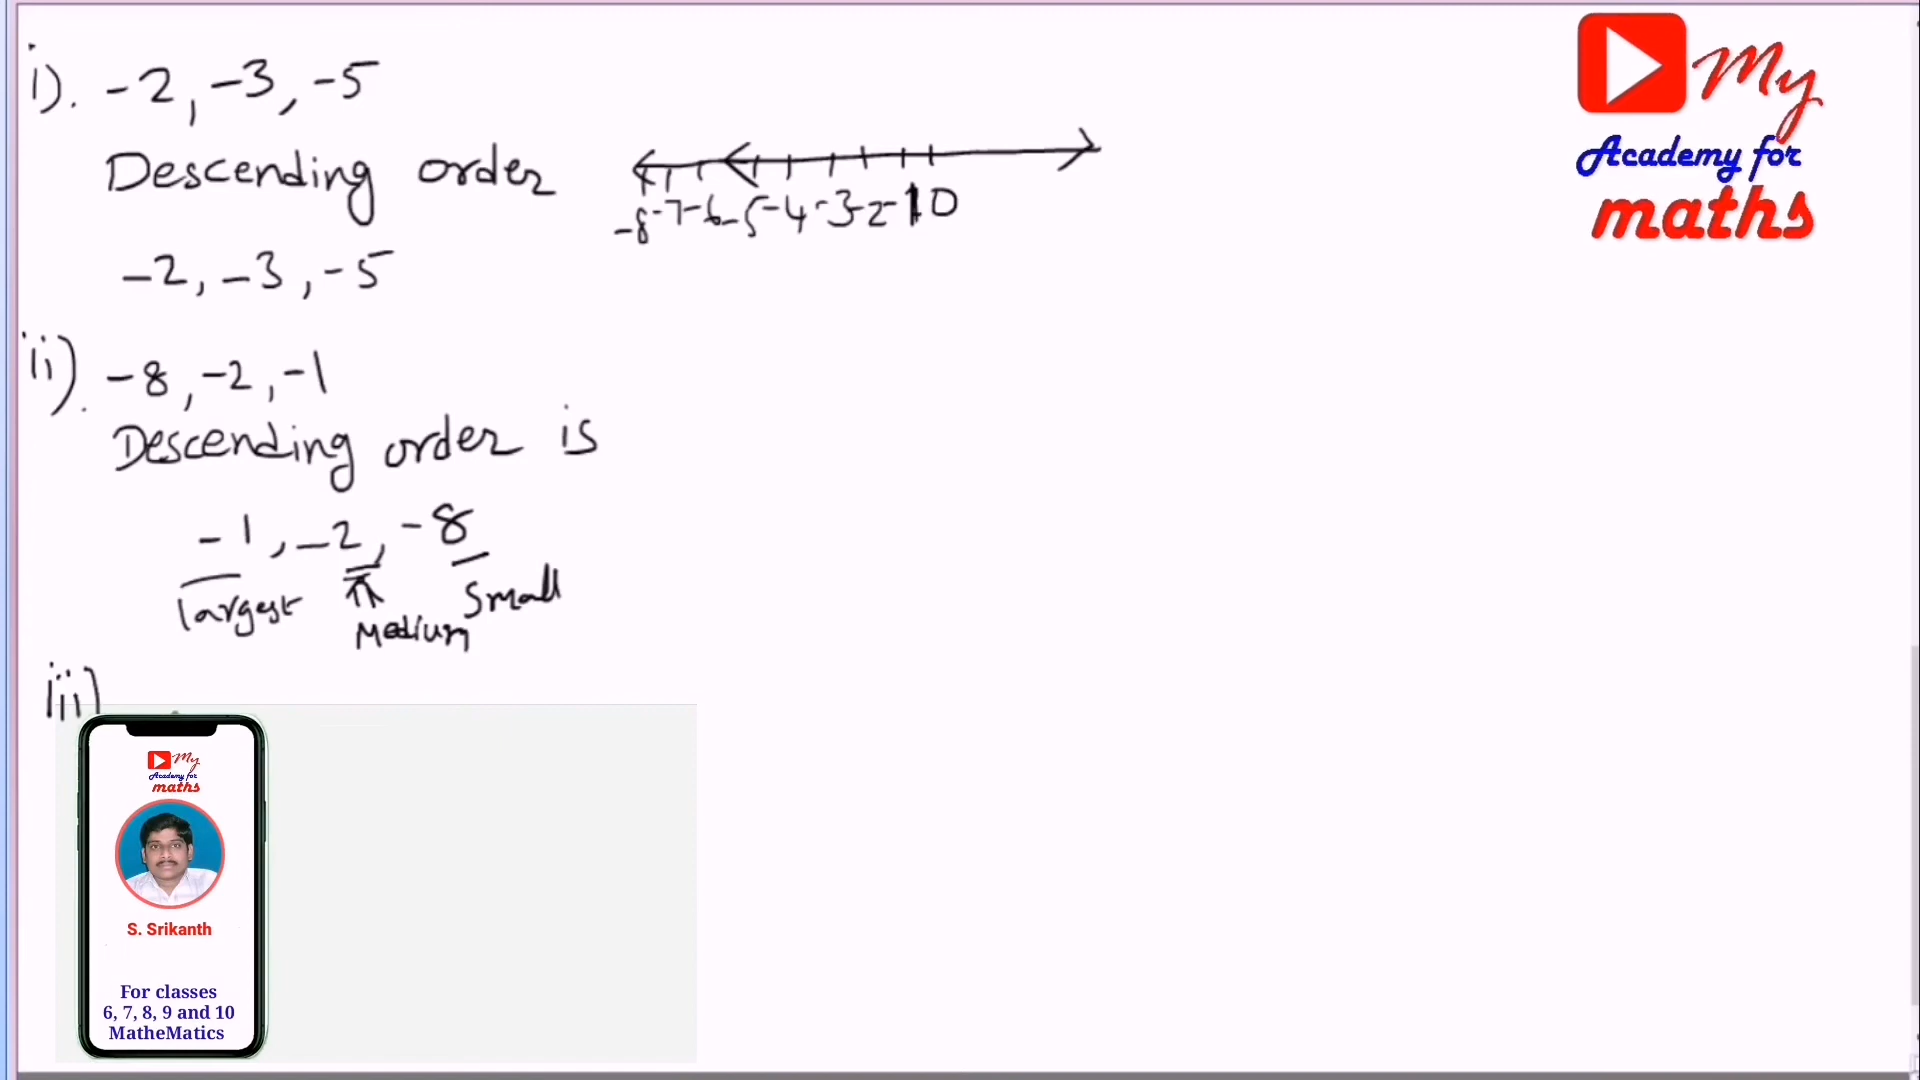 i). -2, -3, -5
Descending order
-8 -7 -6 -5 -4 -3 -2 -1 0
-2, -3, -5
ii). -8, -2, -1
Descending order is
-1, -2, -8
largest Medium Small
iii)
My
Academy for
maths
My
Academy for
maths
S. Srikanth
For classes
6, 7, 8, 9 and 10
MatheMatics